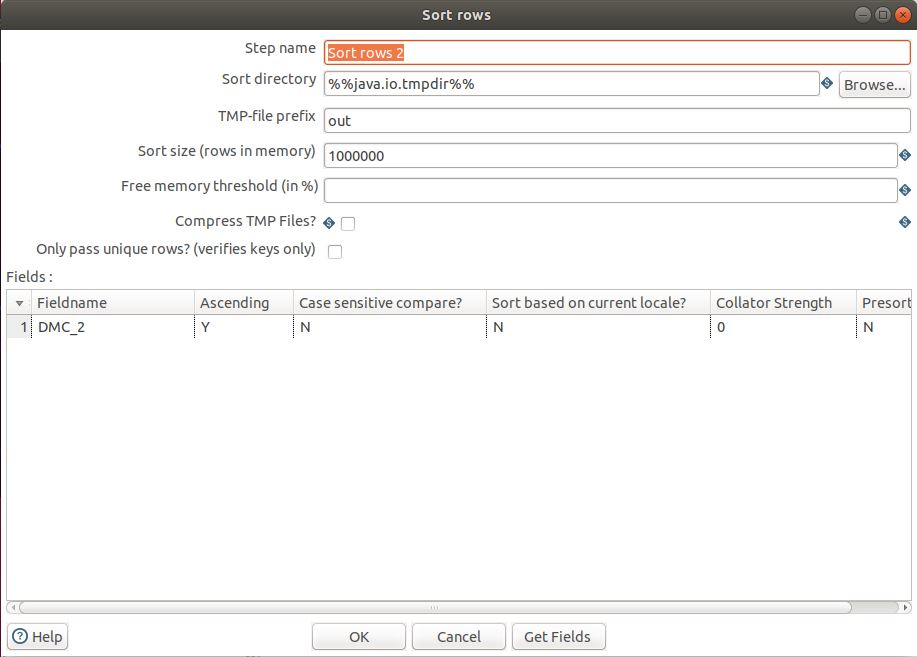 Sort rows
Step name Sort rows 2
Sort directory %%java.io.tmpdir%% Browse...
TMP-file prefix out
Sort size (rows in memory) 1000000
Free memory threshold (in %)
Compress TMP Files?
Only pass unique rows? (verifies keys only)
Fields :
Fieldname Ascending Case sensitive compare? Sort based on current locale? Collator Strength Presort
1 DMC_2 Y N N 0 N
Help OK Cancel Get Fields